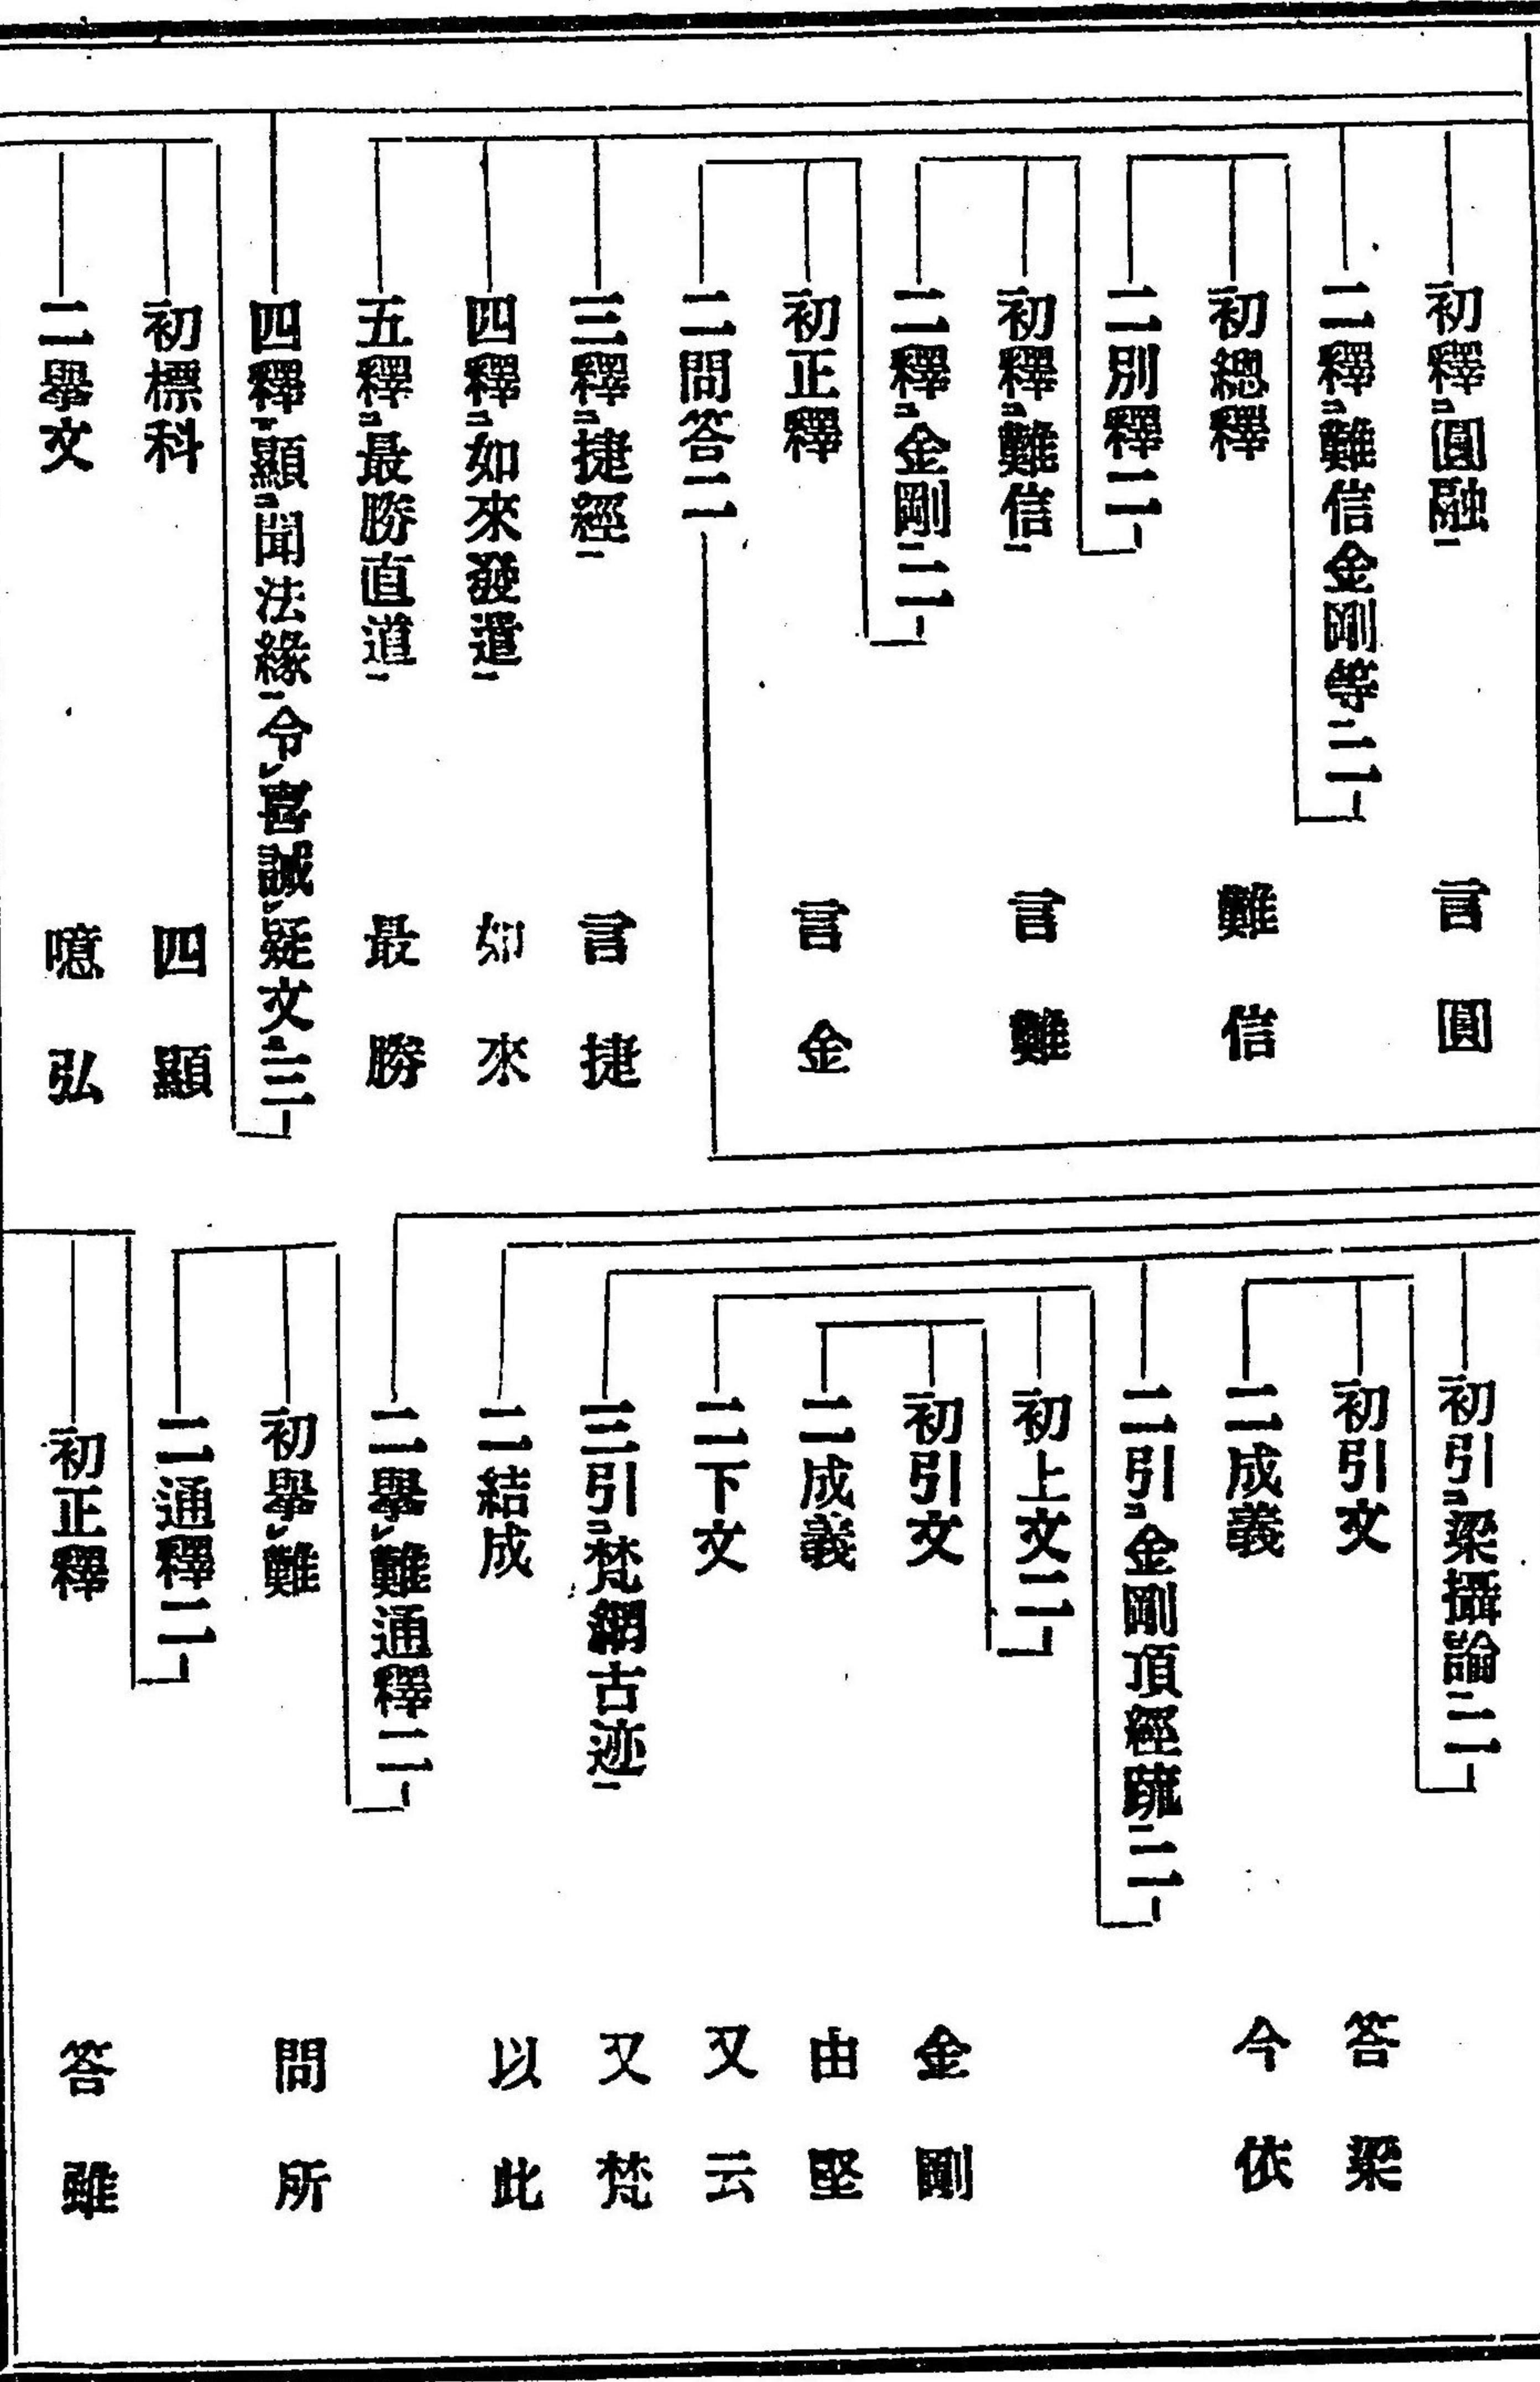 初釋圓融 言圓
二釋難信金剛等二
初總釋 難信
二別釋二
初釋難信 言難
二釋金剛二
初正釋 言金
二問答二
三釋捷經 言捷
四釋如來發遣 如來
五釋最勝直道 最勝
四釋顯聞法緣令喜誡疑文三
初標科 四顯
二擧文 噫弘
初引梁攝論二
初引文 答梁
二成義 今依
二引金剛頂經疏二
初上文二
初引文 金剛
二成義 由堅
二下文 又云
三引梵網古迹 又梵
二結成 以此
二擧難通釋二
初擧難 問所
二通釋二
初正釋 答雖